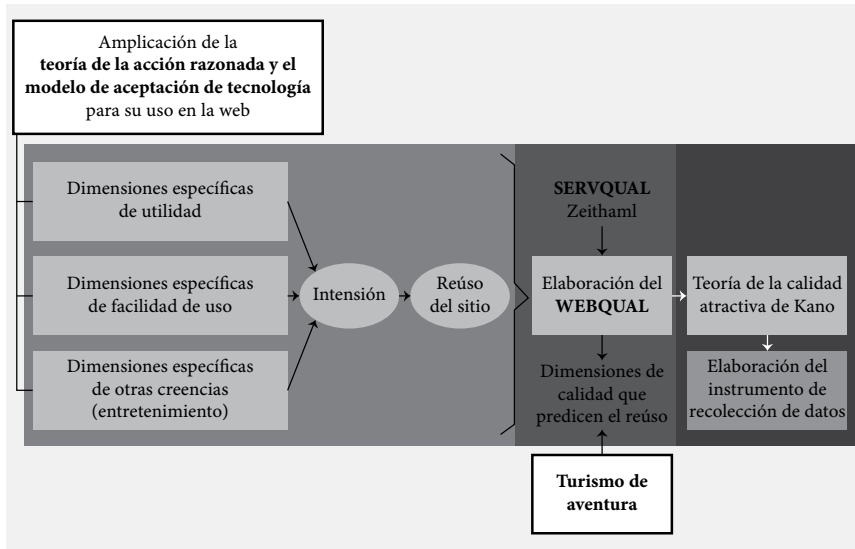 Amplicación de la
teoría de la acción razonada y el
modelo de aceptación de tecnología
para su uso en la web
Dimensiones específicas
de utilidad
Dimensiones específicas
de facilidad de uso
Dimensiones específicas
de otras creencias
(entretenimiento)
Intensión
Reúso
del sitio
SERVQUAL
Zeithaml
Elaboración del
WEBQUAL
Dimensiones de
calidad que
predicen el reúso
Turismo de
aventura
Teoría de la calidad
atractiva de Kano
Elaboración del
instrumento de
recolección de datos